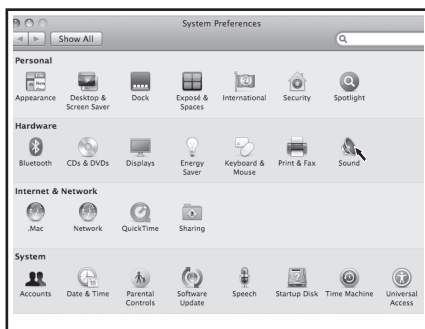 System Preferences
Show All
Personal
Appearance Desktop & Screen Saver Dock Exposé & Spaces International Security Spotlight
Hardware
Bluetooth CDs & DVDs Displays Energy Saver Keyboard & Mouse Print & Fax Sound
Internet & Network
.Mac Network QuickTime Sharing
System
Accounts Date & Time Parental Controls Software Update Speech Startup Disk Time Machine Universal Access